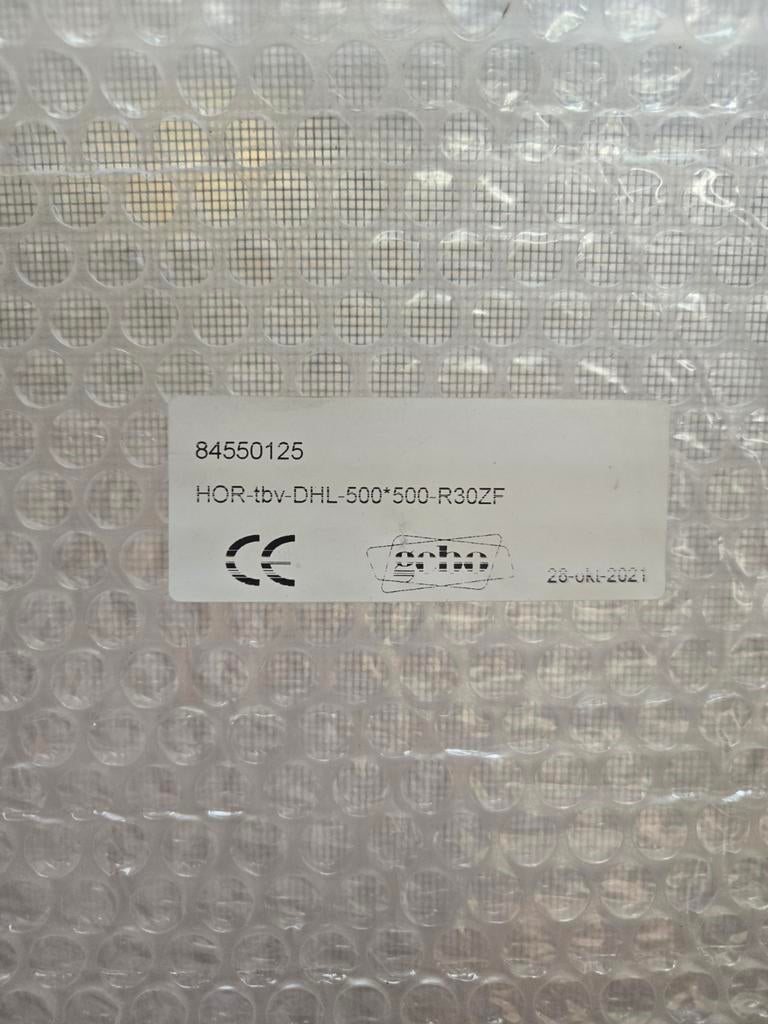 84550125
HOR-tbv-DHL-500*500-R30ZF
CE gebo 28-okt-2021